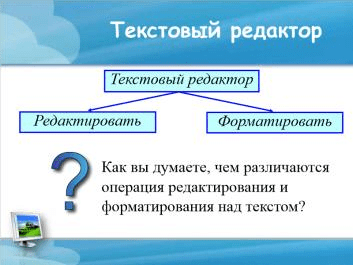 Текстовый редактор
Текстовый редактор
Редактировать Форматировать
?
Как вы думаете, чем различаются
операция редактирования и
форматирования над текстом?